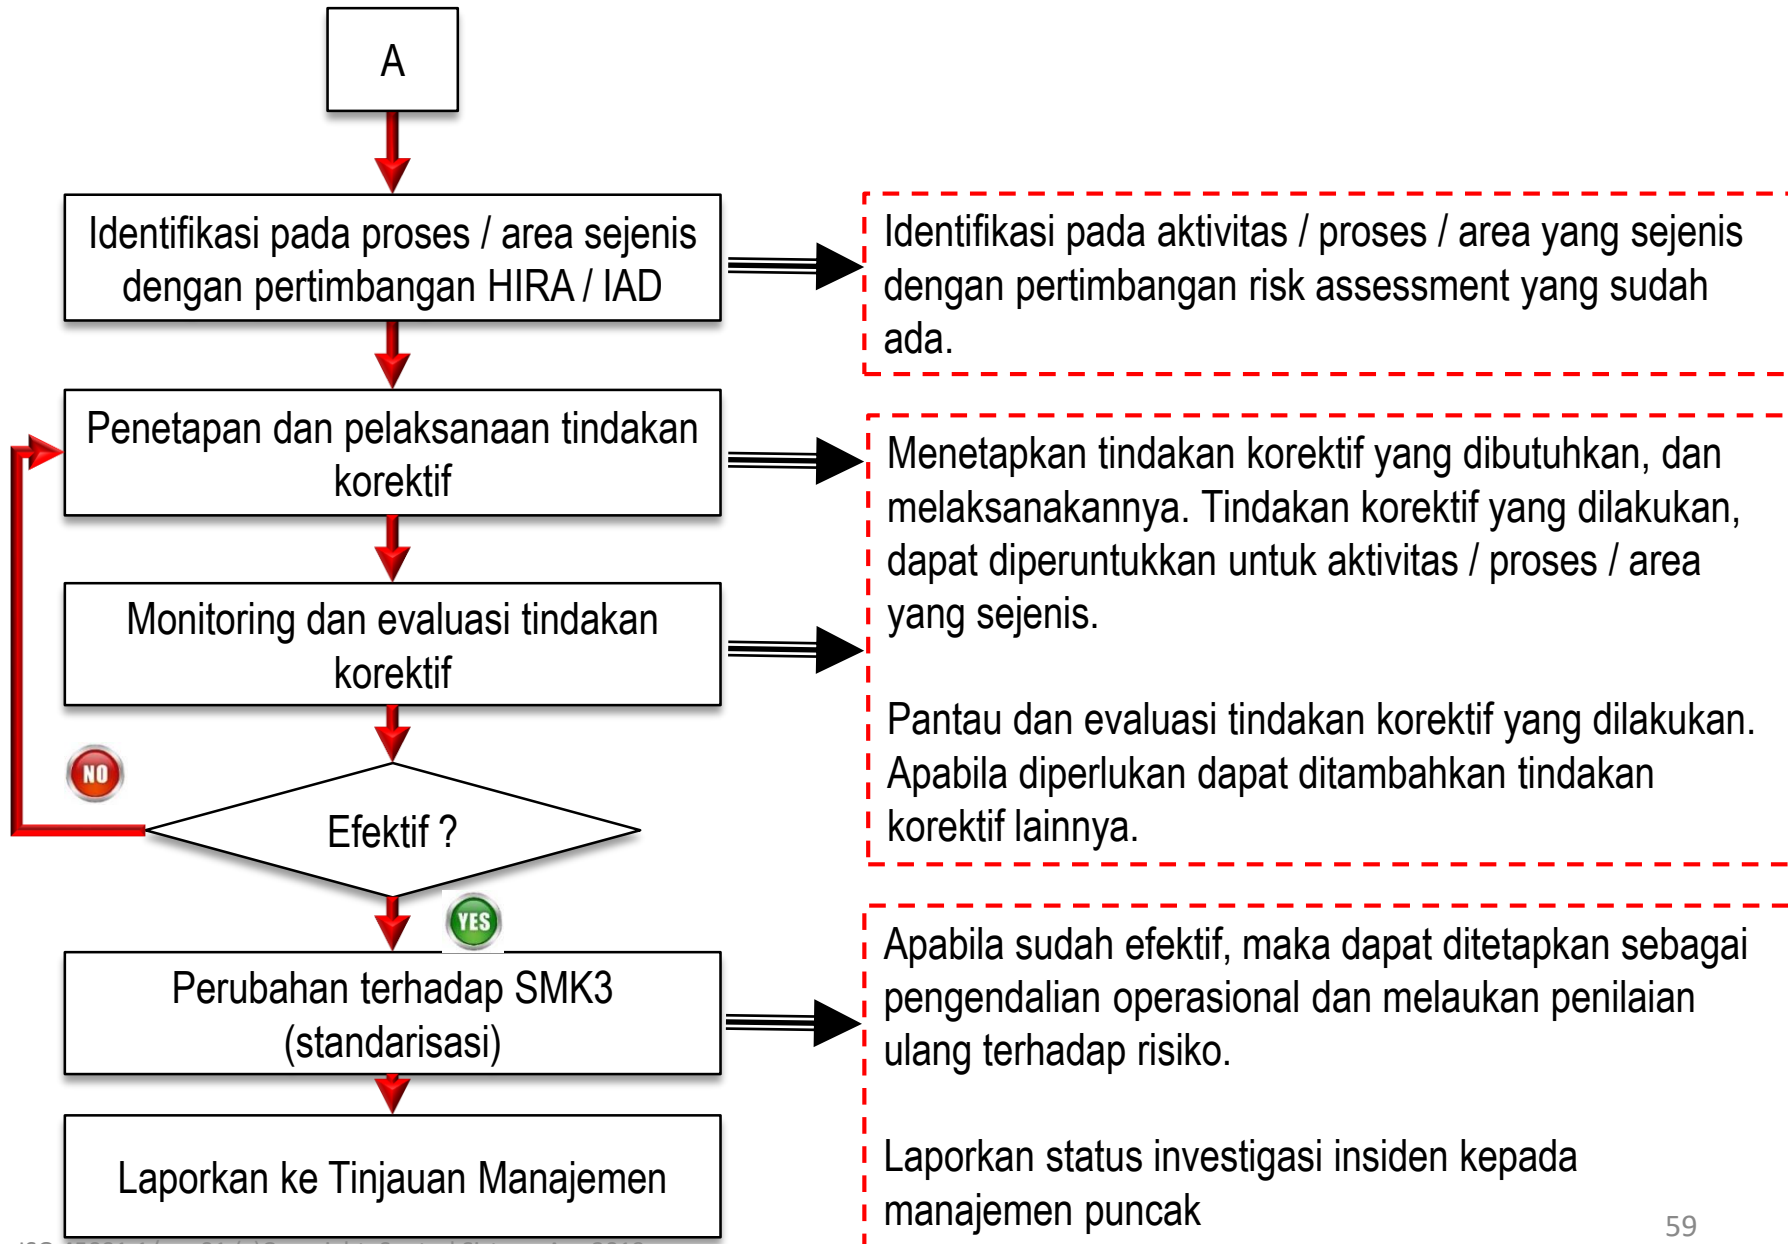 A
Identifikasi pada proses / area sejenis
dengan pertimbangan HIRA / IAD
Identifikasi pada aktivitas / proses / area yang sejenis
dengan pertimbangan risk assessment yang sudah
ada.
Penetapan dan pelaksanaan tindakan
korektif
Menetapkan tindakan korektif yang dibutuhkan, dan
melaksanakannya. Tindakan korektif yang dilakukan,
dapat diperuntukkan untuk aktivitas / proses / area
yang sejenis.
Monitoring dan evaluasi tindakan
korektif
Pantau dan evaluasi tindakan korektif yang dilakukan.
Apabila diperlukan dapat ditambahkan tindakan
korektif lainnya.
NO
Efektif ?
YES
Perubahan terhadap SMK3
(standarisasi)
Apabila sudah efektif, maka dapat ditetapkan sebagai
pengendalian operasional dan melaukan penilaian
ulang terhadap risiko.
Laporkan ke Tinjauan Manajemen
Laporkan status investigasi insiden kepada
manajemen puncak
59